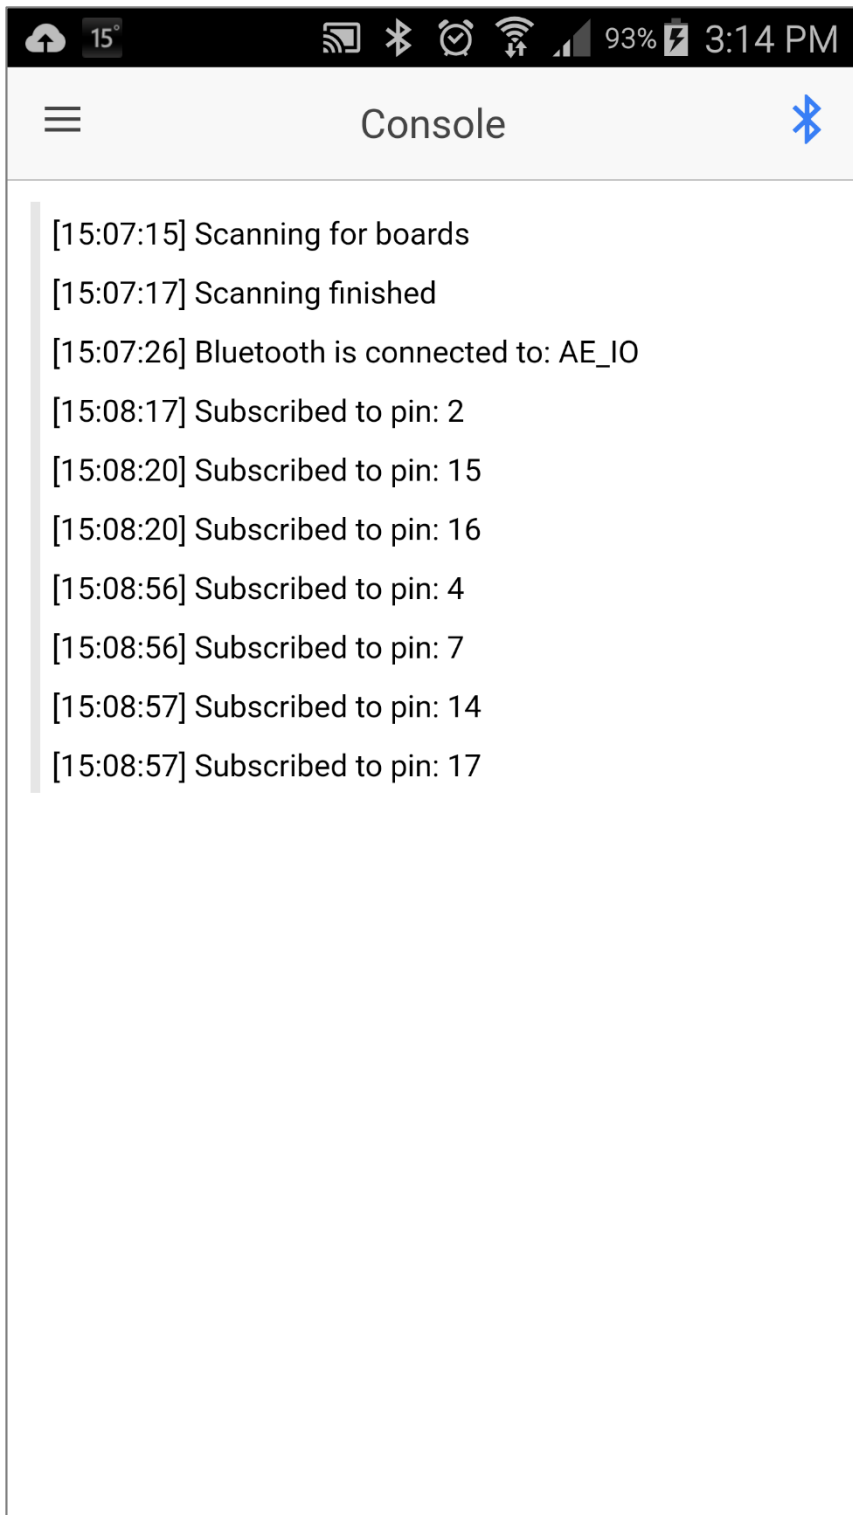 15° 93% 3:14 PM
Console
[15:07:15] Scanning for boards
[15:07:17] Scanning finished
[15:07:26] Bluetooth is connected to: AE_IO
[15:08:17] Subscribed to pin: 2
[15:08:20] Subscribed to pin: 15
[15:08:20] Subscribed to pin: 16
[15:08:56] Subscribed to pin: 4
[15:08:56] Subscribed to pin: 7
[15:08:57] Subscribed to pin: 14
[15:08:57] Subscribed to pin: 17